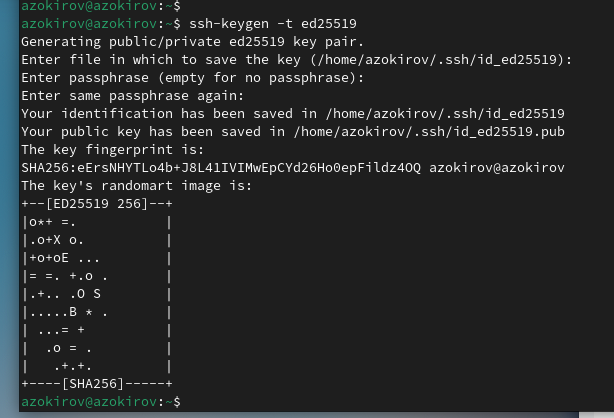 azokirov@azokirov:~$
azokirov@azokirov:~$ ssh-keygen -t ed25519
Generating public/private ed25519 key pair.
Enter file in which to save the key (/home/azokirov/.ssh/id_ed25519):
Enter passphrase (empty for no passphrase):
Enter same passphrase again:
Your identification has been saved in /home/azokirov/.ssh/id_ed25519
Your public key has been saved in /home/azokirov/.ssh/id_ed25519.pub
The key fingerprint is:
SHA256:eErsNHYTLo4b+J8L41IVIMwEpCYd26Ho0epFildz4OQ azokirov@azokirov
The key's randomart image is:
+--[ED25519 256]--+
|o*+ =.           |
|.o+X o.          |
|+o+oE ...        |
|= =. +.o .       |
|.+.. .O S        |
|.....B * .       |
| ...= +          |
|  .o = .         |
|   .+.+.         |
+----[SHA256]-----+
azokirov@azokirov:~$